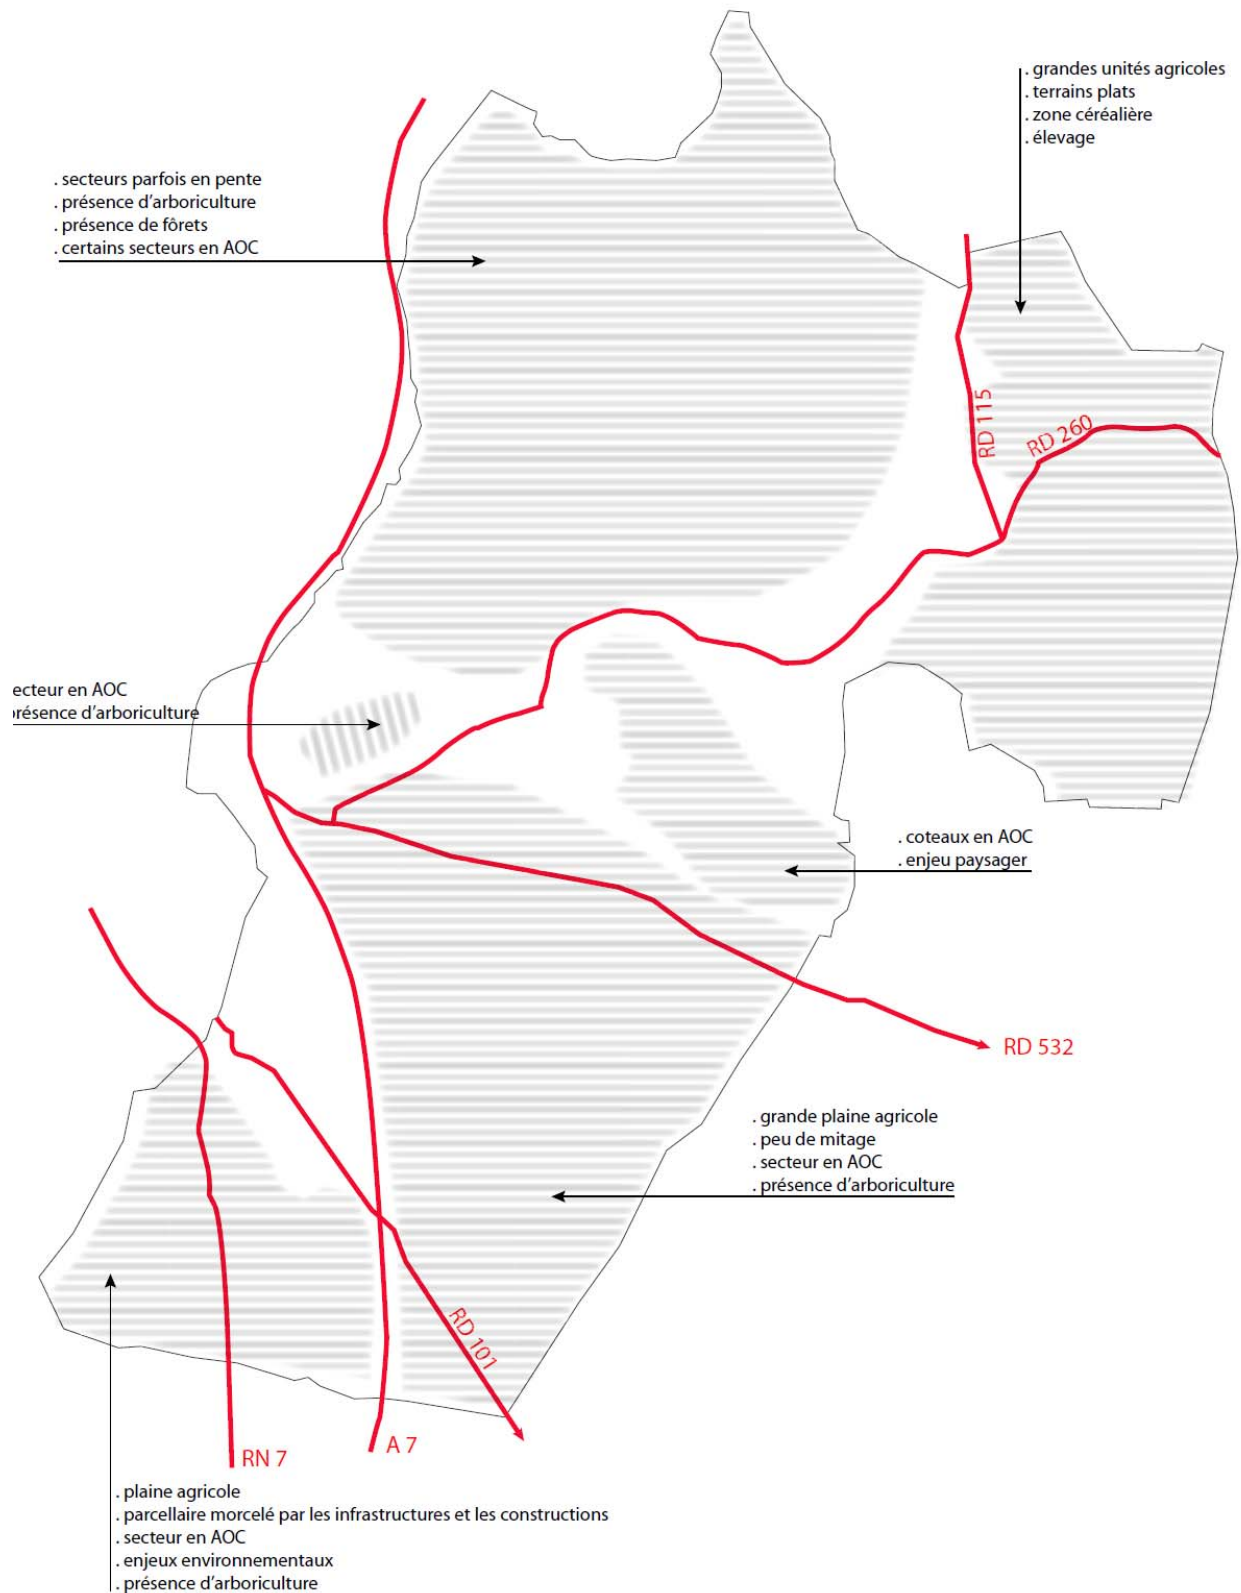 . grandes unités agricoles
. terrains plats
. zone céréalière
. élevage
. secteurs parfois en pente
. présence d'arboriculture
. présence de fôrets
. certains secteurs en AOC
RD 115
RD 260
ecteur en AOC
présence d'arboriculture
. coteaux en AOC
. enjeu paysager
RD 532
. grande plaine agricole
. peu de mitage
. secteur en AOC
. présence d'arboriculture
RD 101
A 7
RN 7
. plaine agricole
. parcellaire morcelé par les infrastructures et les constructions
. secteur en AOC
. enjeux environnementaux
. présence d'arboriculture